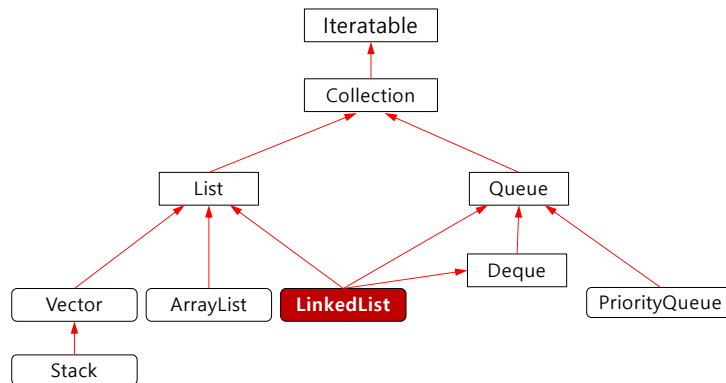 Iteratable
Collection
List
Queue
Deque
Vector
ArrayList
LinkedList
PriorityQueue
Stack